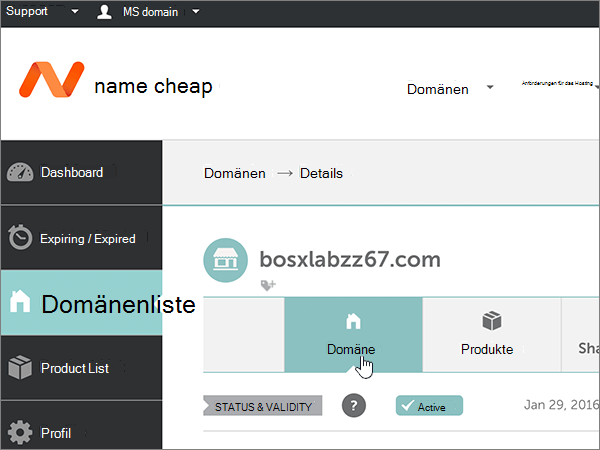 Support MS domain
name cheap
Domänen Anforderungen für das Hosting
Dashboard
Domänen → Details
Expiring / Expired
bosxlabzz67.com
Domänenliste
Domäne Produkte Sha
Product List
STATUS & VALIDITY ? Active Jan 29, 2016
Profil